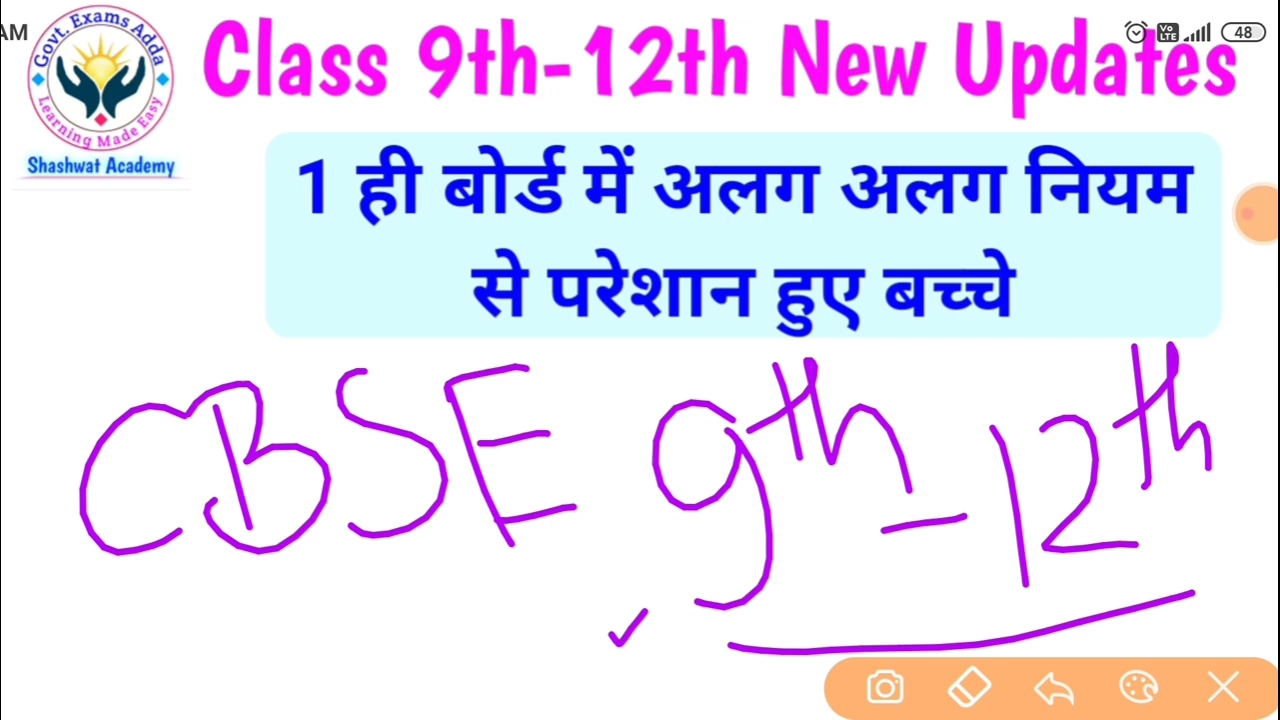 AM
48
Govt. Exams Adda
Learning Made Easy
Shashwat Academy
Class 9th-12th New Updates
1 ही बोर्ड में अलग अलग नियम
से परेशान हुए बच्चे
CBSE 9th-12th